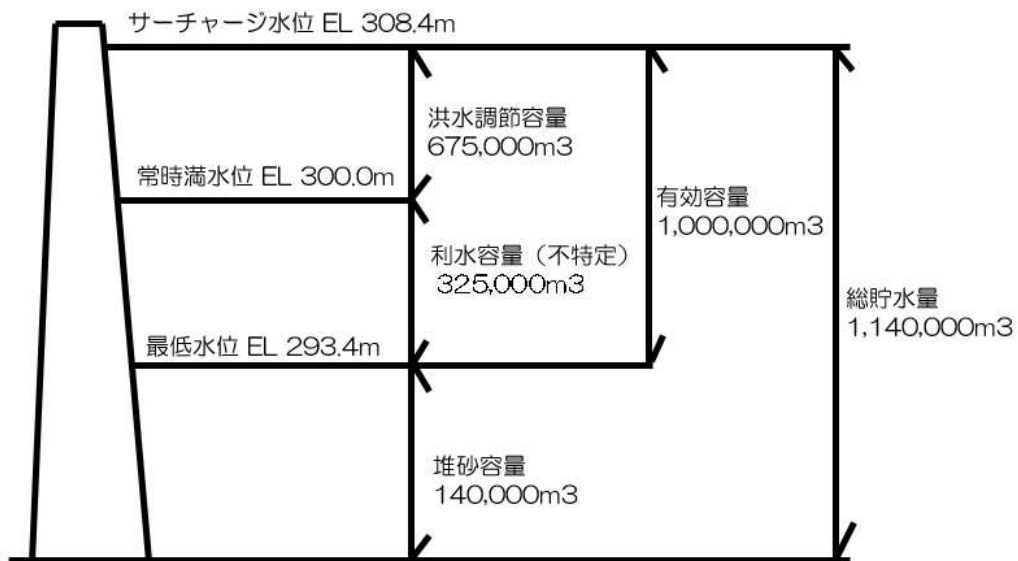 サーチャージ水位 EL 308.4m
洪水調節容量
675,000m3
常時満水位 EL 300.0m
有効容量
1,000,000m3
利水容量（不特定）
325,000m3
総貯水量
1,140,000m3
最低水位 EL 293.4m
堆砂容量
140,000m3